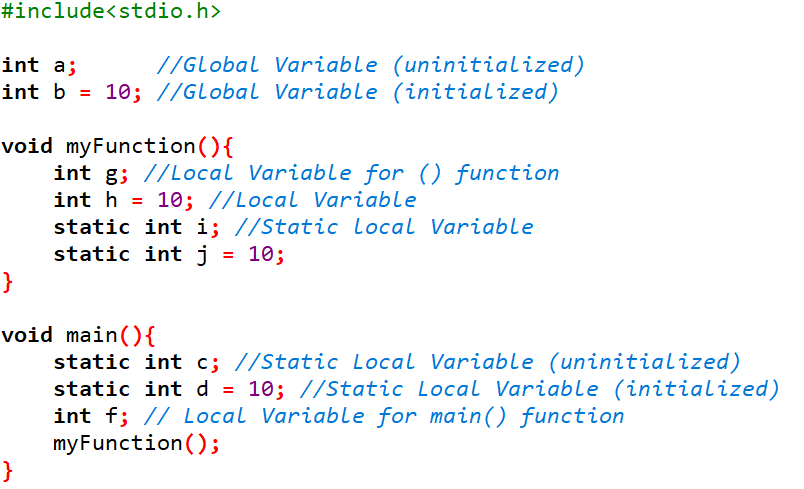 #include<stdio.h>
int a; //Global Variable (uninitialized)
int b = 10; //Global Variable (initialized)
void myFunction(){
int g; //Local Variable for () function
int h = 10; //Local Variable
static int i; //Static local Variable
static int j = 10;
}
void main(){
static int c; //Static Local Variable (uninitialized)
static int d = 10; //Static Local Variable (initialized)
int f; // Local Variable for main() function
myFunction();
}